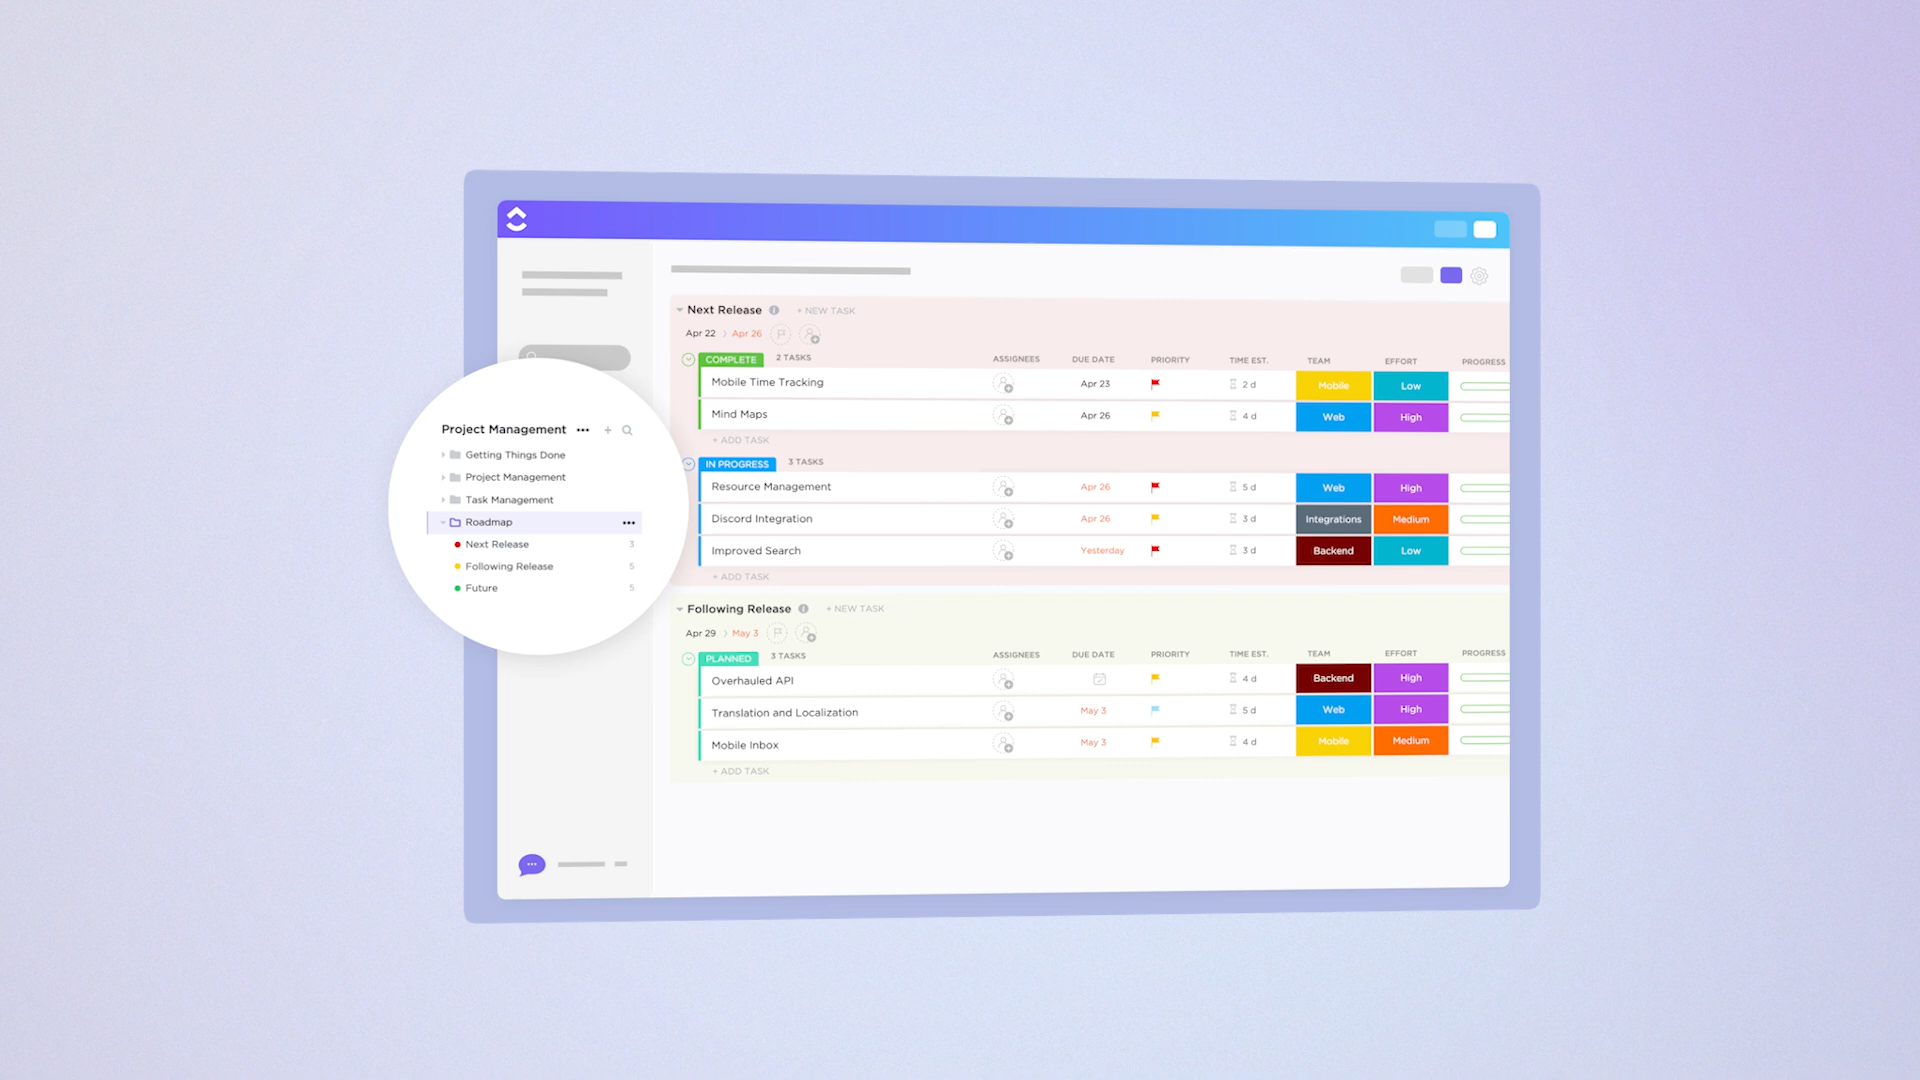 Next Release + NEW TASK
Apr 22 Apr 26
COMPLETE 2 TASKS ASSIGNEES DUE DATE PRIORITY TIME EST. TEAM EFFORT PROGRESS
Mobile Time Tracking Apr 23 2 d Mobile Low
Mind Maps Apr 26 4 d Web High
+ ADD TASK
IN PROGRESS 3 TASKS
Resource Management Apr 26 5 d Web High
Discord Integration Apr 26 3 d Integrations Medium
Improved Search Yesterday 3 d Backend Low
+ ADD TASK
Following Release + NEW TASK
Apr 29 May 3
PLANNED 3 TASKS ASSIGNEES DUE DATE PRIORITY TIME EST. TEAM EFFORT PROGRESS
Overhauled API 4 d Backend High
Translation and Localization May 3 5 d Web High
Mobile Inbox May 3 4 d Mobile Medium
+ ADD TASK
Project Management
Getting Things Done
Project Management
Task Management
Roadmap
Next Release 3
Following Release 5
Future 5